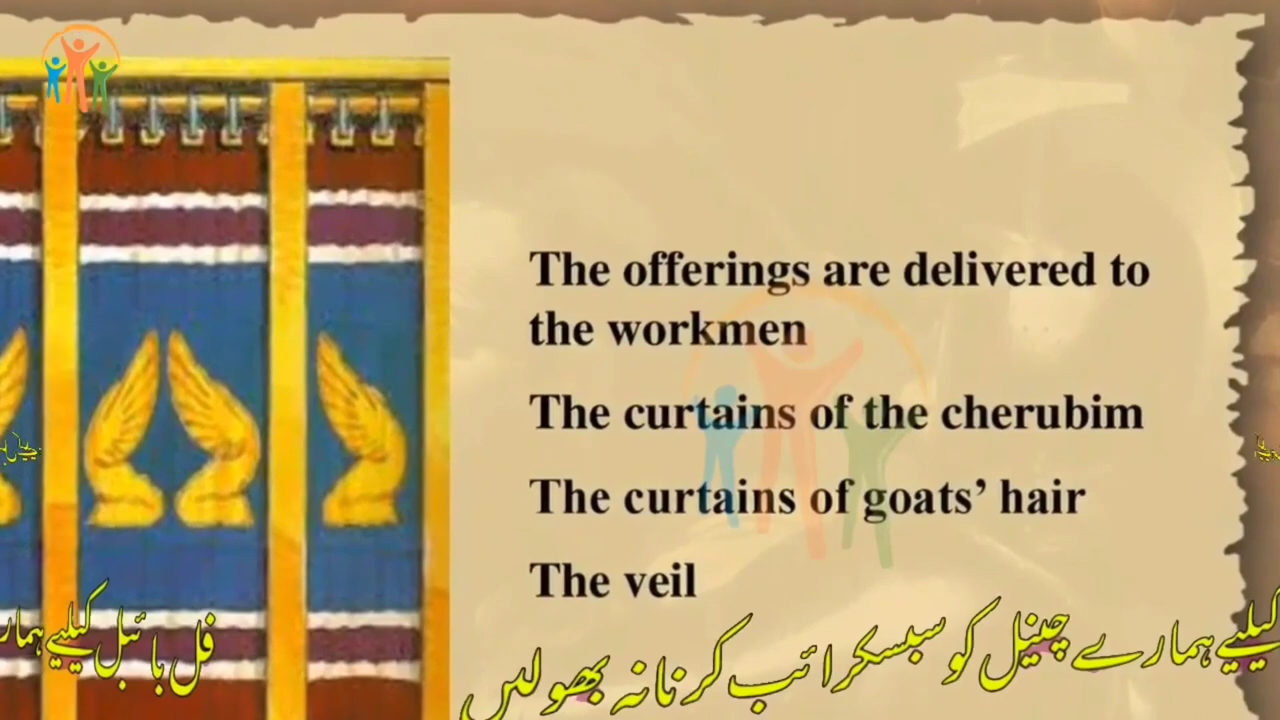 The offerings are delivered to
the workmen
The curtains of the cherubim
The curtains of goats’ hair
The veil
فل بائبل کیلیے ہمارے
کیلیے ہمارے چینل کو سبسکرائب کرنا نہ بھولیں